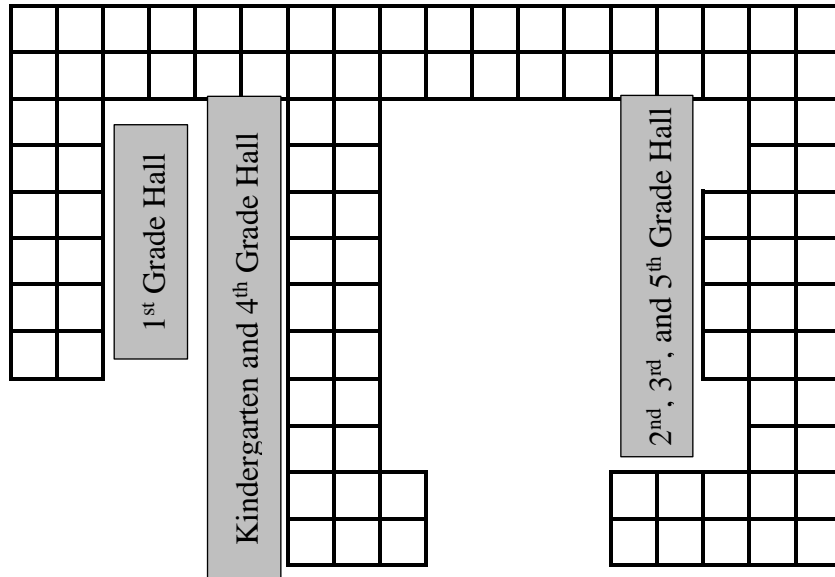 1st Grade Hall
Kindergarten and 4th Grade Hall
2nd, 3rd, and 5th Grade Hall